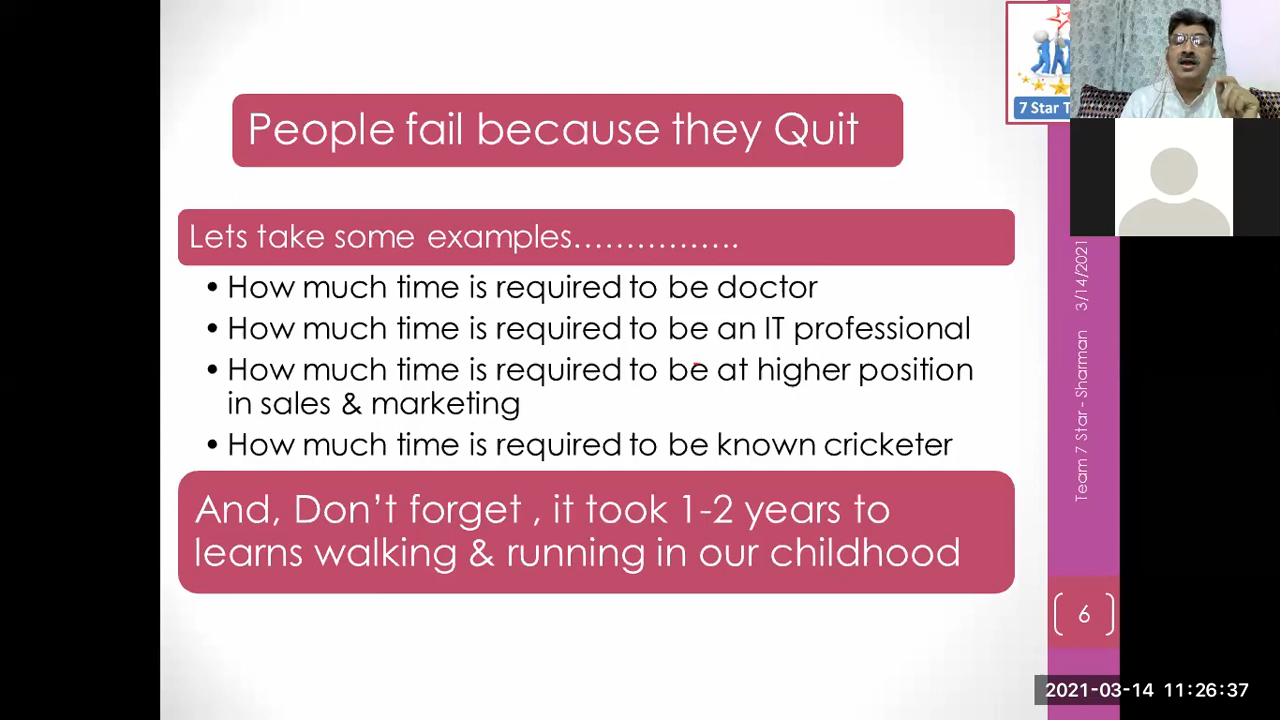 People fail because they Quit
Lets take some examples…………….
• How much time is required to be doctor
• How much time is required to be an IT professional
• How much time is required to be at higher position
in sales & marketing
• How much time is required to be known cricketer
And, Don't forget , it took 1-2 years to
learns walking & running in our childhood
7 Star T
3/14/2021
Team 7 Star - Sharman
6
2021-03-14 11:26:37